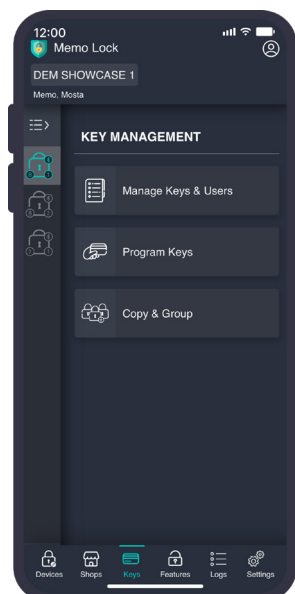 12:00
Memo Lock
DEM SHOWCASE 1
Memo, Mosta
KEY MANAGEMENT
Manage Keys & Users
Program Keys
Copy & Group
Devices Shops Keys Features Logs Settings